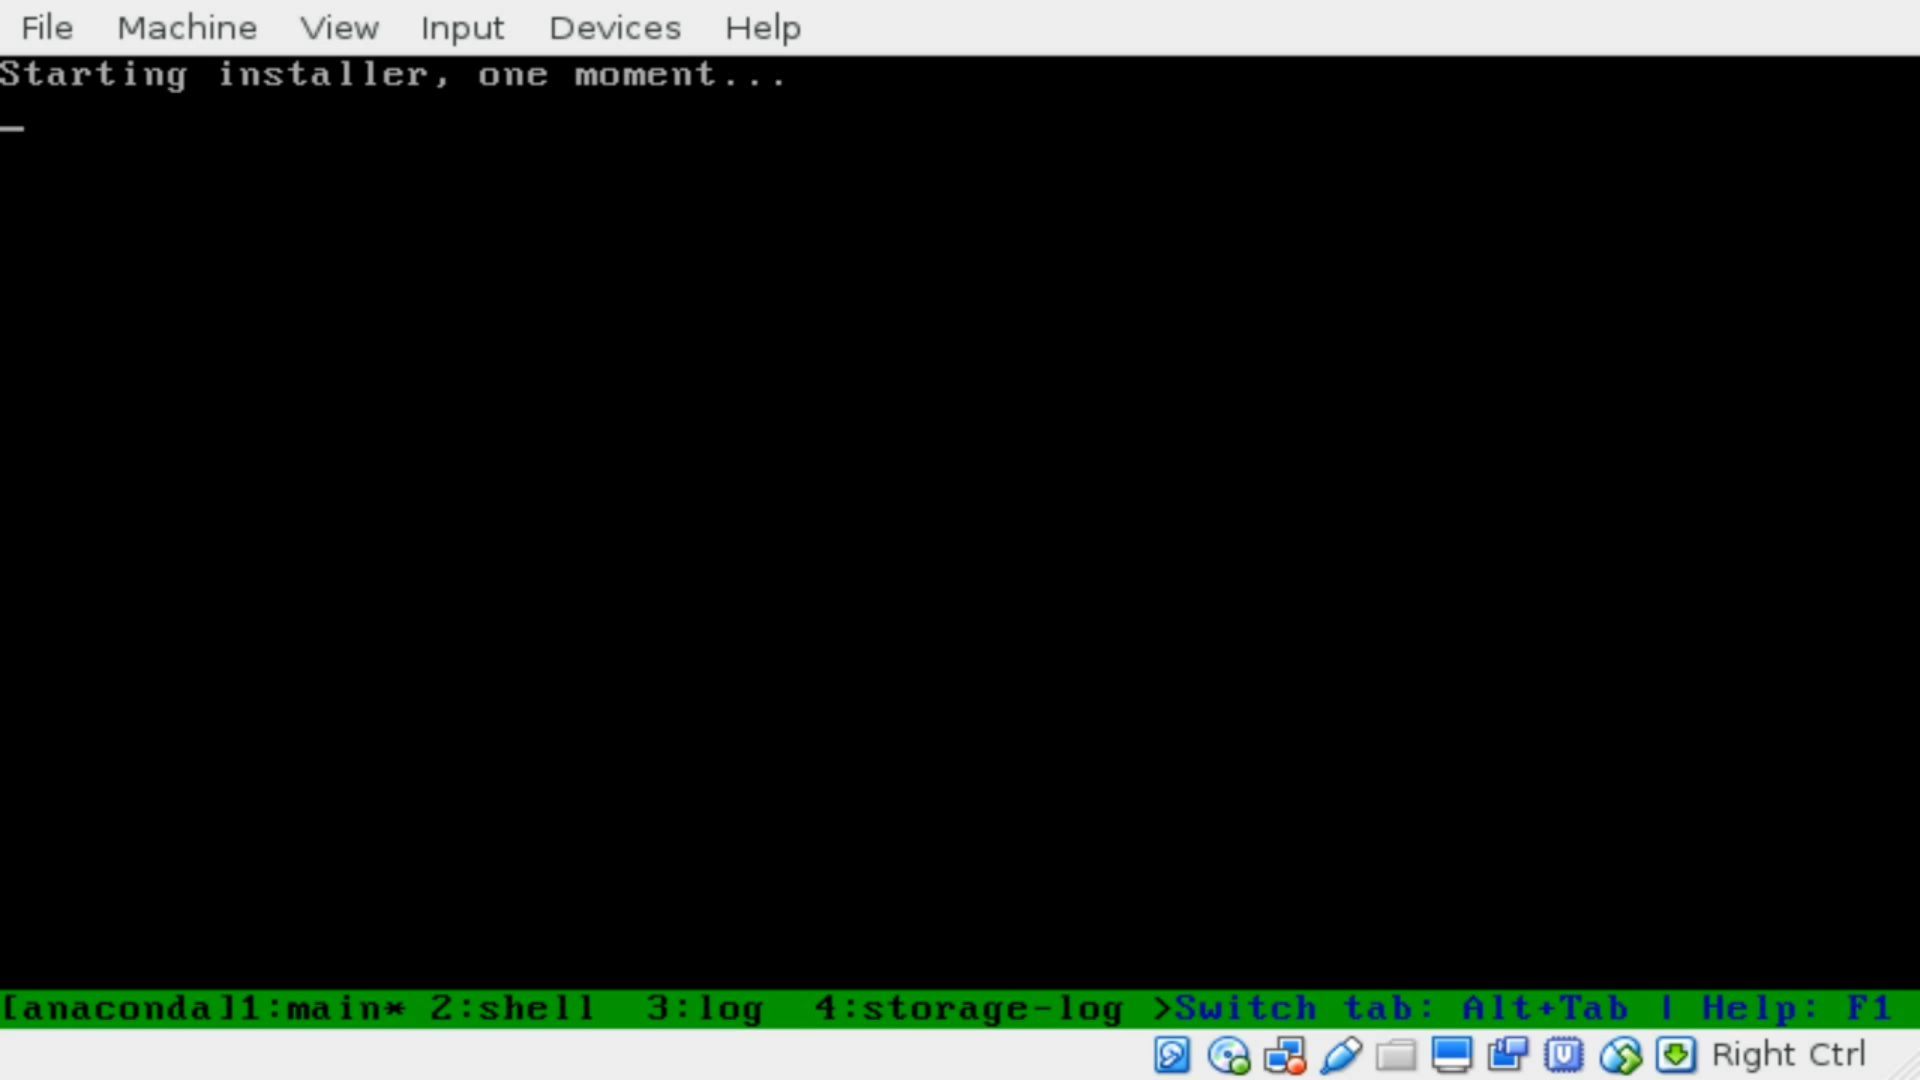 File Machine View Input Devices Help
Starting installer, one moment...
[anaconda]1:main* 2:shell  3:log  4:storage-log >Switch tab: Alt+Tab | Help: F1
Right Ctrl